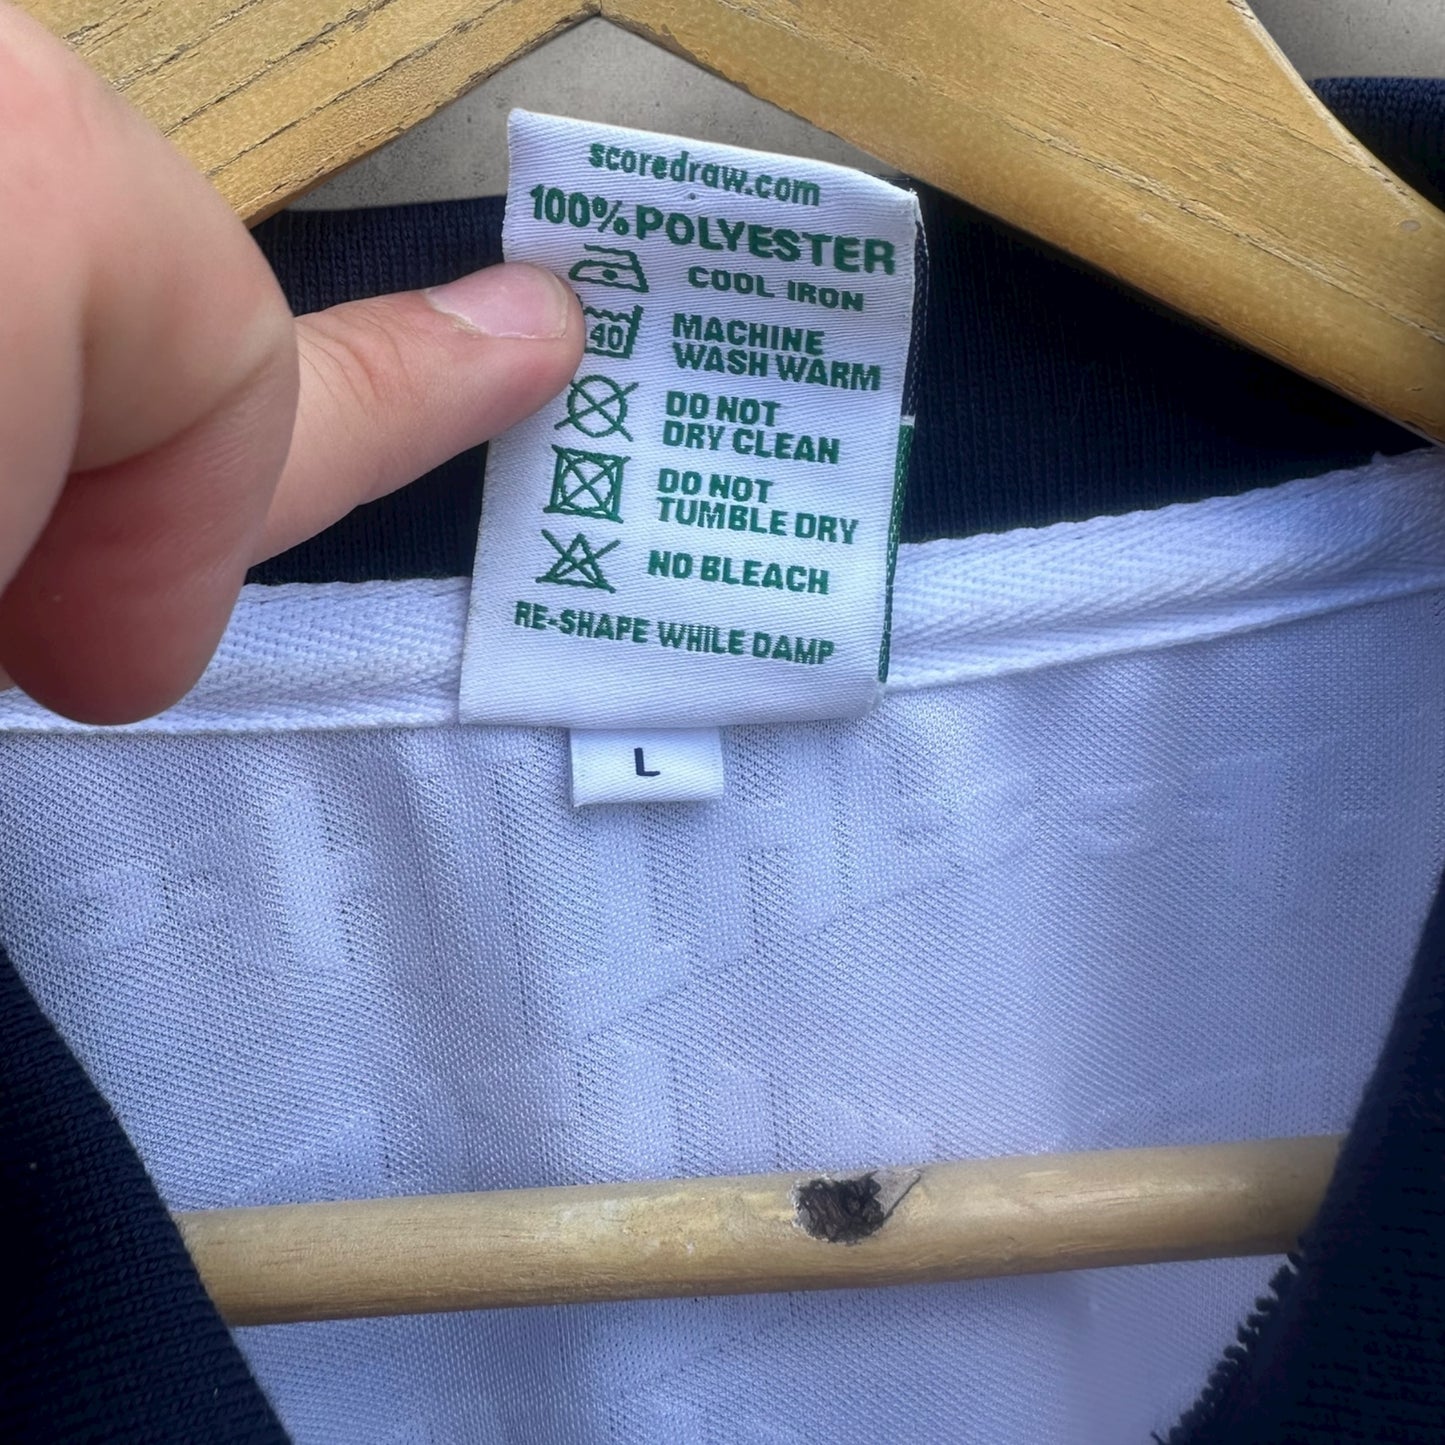 scoredraw.com
100% POLYESTER
COOL IRON
40
MACHINE
WASH WARM
DO NOT
DRY CLEAN
DO NOT
TUMBLE DRY
NO BLEACH
RE-SHAPE WHILE DAMP
L